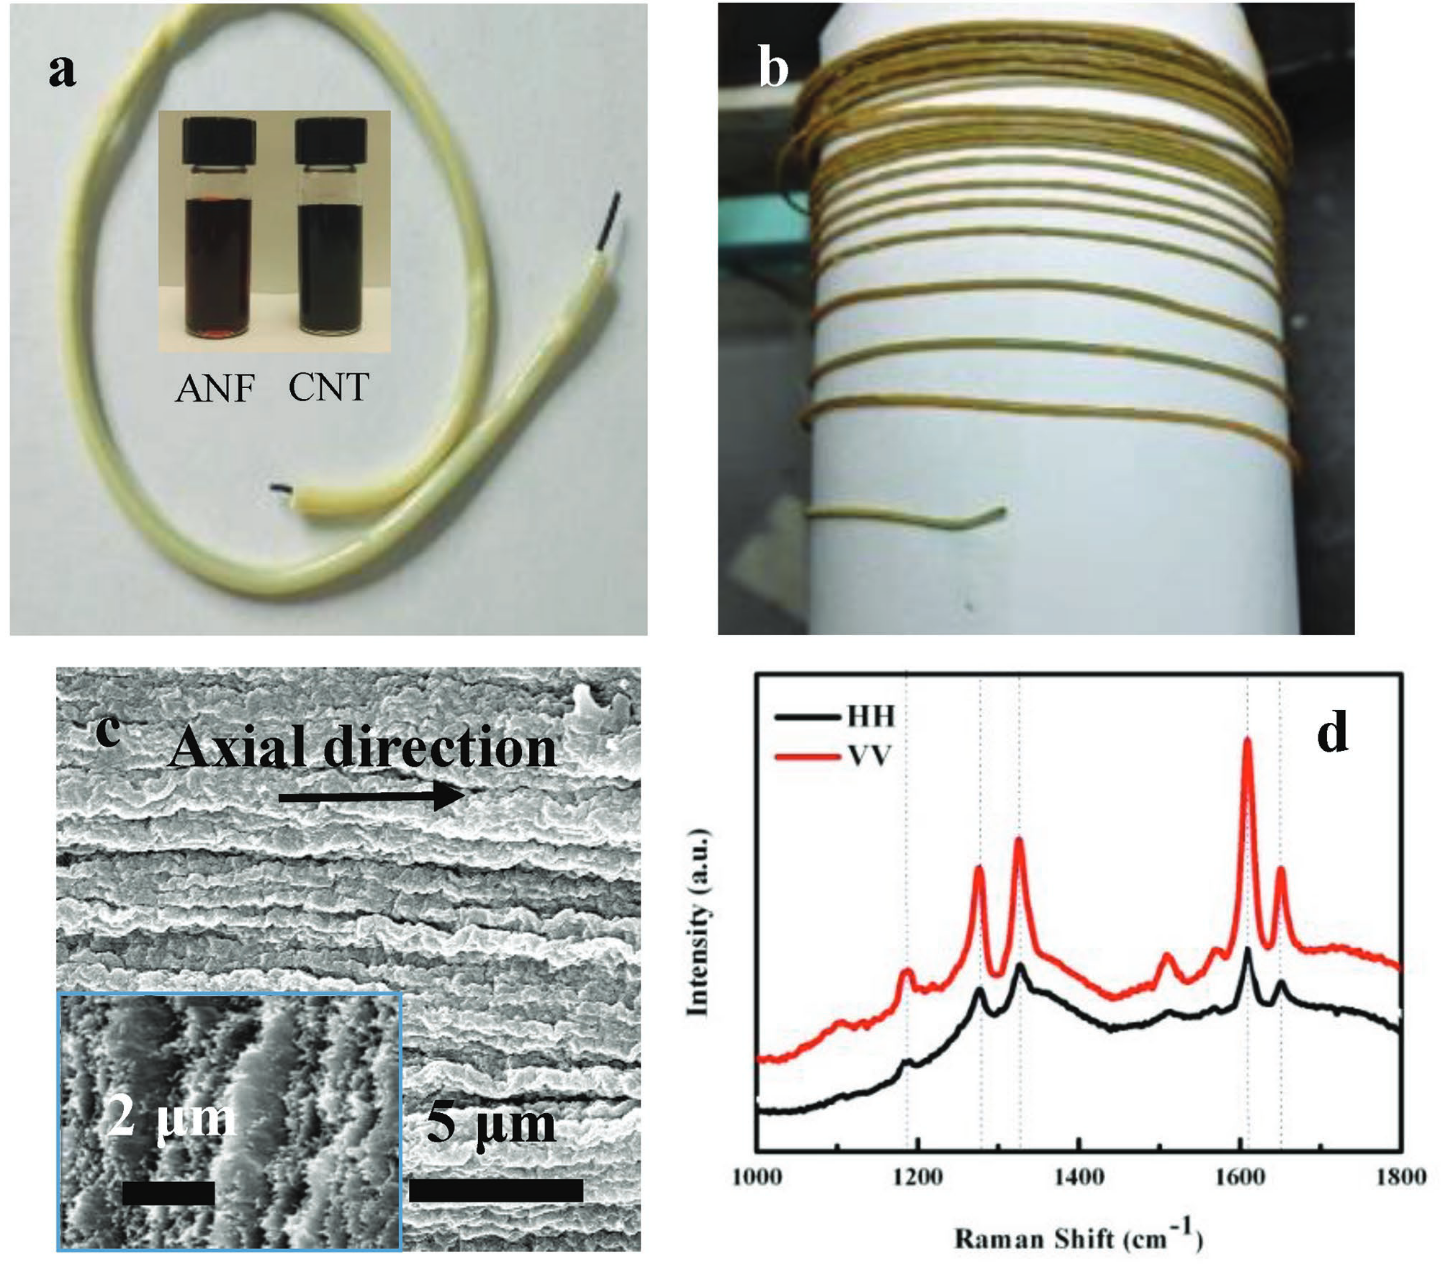 a
ANF CNT
b
c
Axial direction
2 μm
5 μm
d
HH
VV
Intensity (a.u.)
1000 1200 1400 1600 1800
Raman Shift (cm⁻¹)